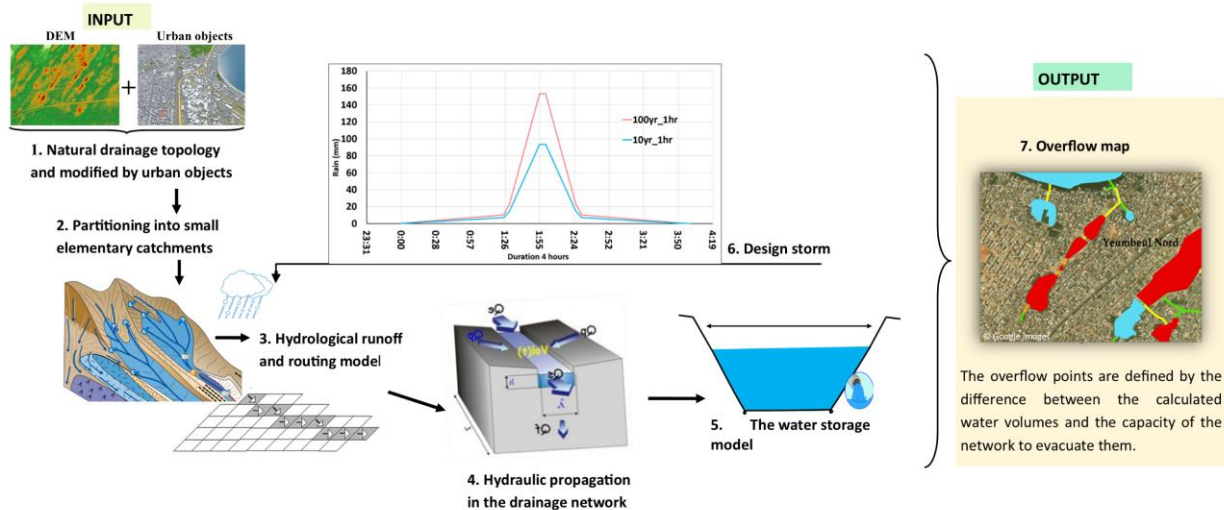 INPUT
DEM
Urban objects
+
1. Natural drainage topology
and modified by urban objects
2. Partitioning into small
elementary catchments
3. Hydrological runoff
and routing model
4. Hydraulic propagation
in the drainage network
5. The water storage
model
6. Design storm
Rain (mm)
180
160
140
120
100
80
60
40
20
0
100yr_1hr
10yr_1hr
23:31
0:00
0:28
0:57
1:26
1:55
2:24
2:52
3:21
3:50
4:19
Duration 4 hours
OUTPUT
7. Overflow map
Yeumbeul Nord
© Google images
The overflow points are defined by the
difference between the calculated
water volumes and the capacity of the
network to evacuate them.